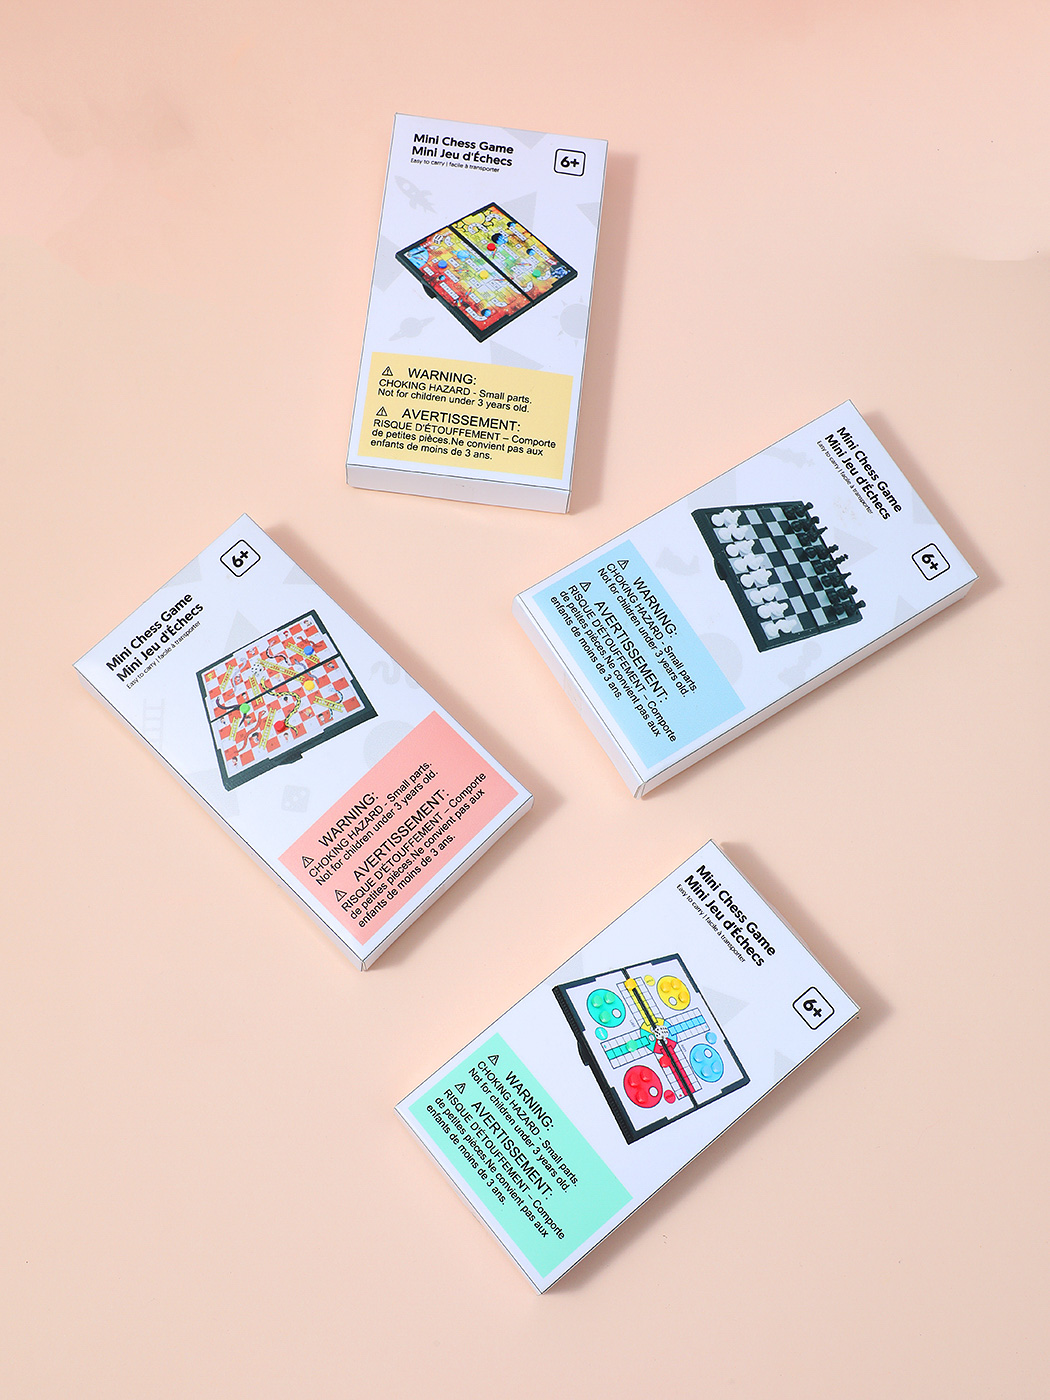 Mini Chess Game
Mini Jeu d'Échecs
Easy to carry | facile à transporter
6+
WARNING:
CHOKING HAZARD - Small parts.
Not for children under 3 years old.
AVERTISSEMENT:
RISQUE D'ÉTOUFFEMENT – Comporte
de petites pièces.Ne convient pas aux
enfants de moins de 3 ans.
Mini Chess Game
Mini Jeu d'Échecs
Easy to carry | facile à transporter
6+
WARNING:
CHOKING HAZARD - Small parts.
Not for children under 3 years old.
AVERTISSEMENT:
RISQUE D'ÉTOUFFEMENT – Comporte
de petites pièces.Ne convient pas aux
enfants de moins de 3 ans.
6+
Mini Chess Game
Mini Jeu d'Échecs
Easy to carry | facile à transporter
WARNING:
CHOKING HAZARD - Small parts.
Not for children under 3 years old.
AVERTISSEMENT:
RISQUE D'ÉTOUFFEMENT – Comporte
de petites pièces.Ne convient pas aux
enfants de moins de 3 ans.
Mini Chess Game
Mini Jeu d'Échecs
Easy to carry | facile à transporter
6+
WARNING:
CHOKING HAZARD - Small parts.
Not for children under 3 years old.
AVERTISSEMENT:
RISQUE D'ÉTOUFFEMENT – Comporte
de petites pièces.Ne convient pas aux
enfants de moins de 3 ans.